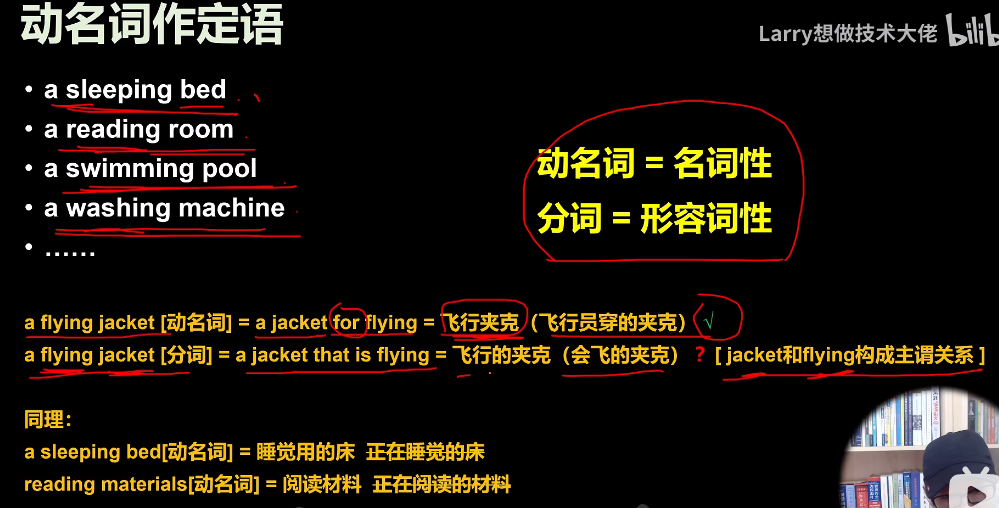 动名词作定语
Larry想做技术大佬 bilib
• a sleeping bed
• a reading room
• a swimming pool
• a washing machine
• ......
动名词 = 名词性
分词 = 形容词性
a flying jacket [动名词] = a jacket for flying = 飞行夹克（飞行员穿的夹克）√
a flying jacket [分词] = a jacket that is flying = 飞行的夹克（会飞的夹克）？[ jacket和flying构成主谓关系 ]
同理：
a sleeping bed[动名词] = 睡觉用的床 正在睡觉的床
reading materials[动名词] = 阅读材料 正在阅读的材料